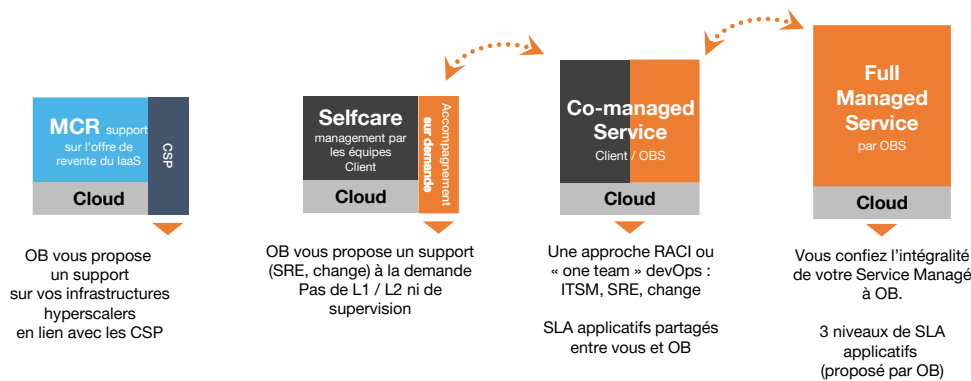 MCR support
sur l'offre de
revente du IaaS
CSP
Cloud
OB vous propose
un support
sur vos infrastructures
hyperscalers
en lien avec les CSP
Selfcare
management par
les équipes
Client
Accompagnement
sur demande
Cloud
OB vous propose un support
(SRE, change) à la demande
Pas de L1 / L2 ni de
supervision
Co-managed
Service
Client / OBS
Cloud
Une approche RACI ou
« one team » devOps :
ITSM, SRE, change
SLA applicatifs partagés
entre vous et OB
Full
Managed
Service
par OBS
Cloud
Vous confiez l'intégralité
de votre Service Managé
à OB.
3 niveaux de SLA
applicatifs
(proposé par OB)